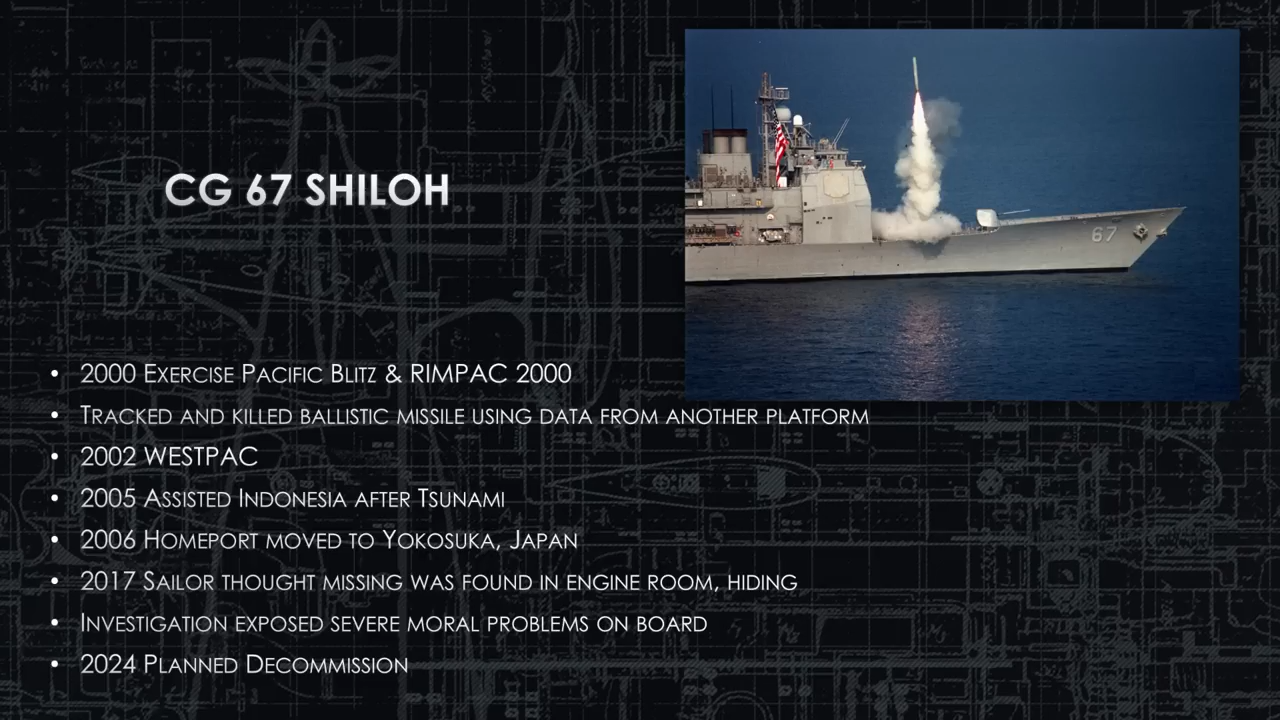 CG 67 SHILOH
67
• 2000 Exercise Pacific Blitz & RIMPAC 2000
• Tracked and killed ballistic missile using data from another platform
• 2002 WESTPAC
• 2005 Assisted Indonesia after Tsunami
• 2006 Homeport moved to Yokosuka, Japan
• 2017 Sailor thought missing was found in engine room, hiding
• Investigation exposed severe moral problems on board
• 2024 Planned Decommission